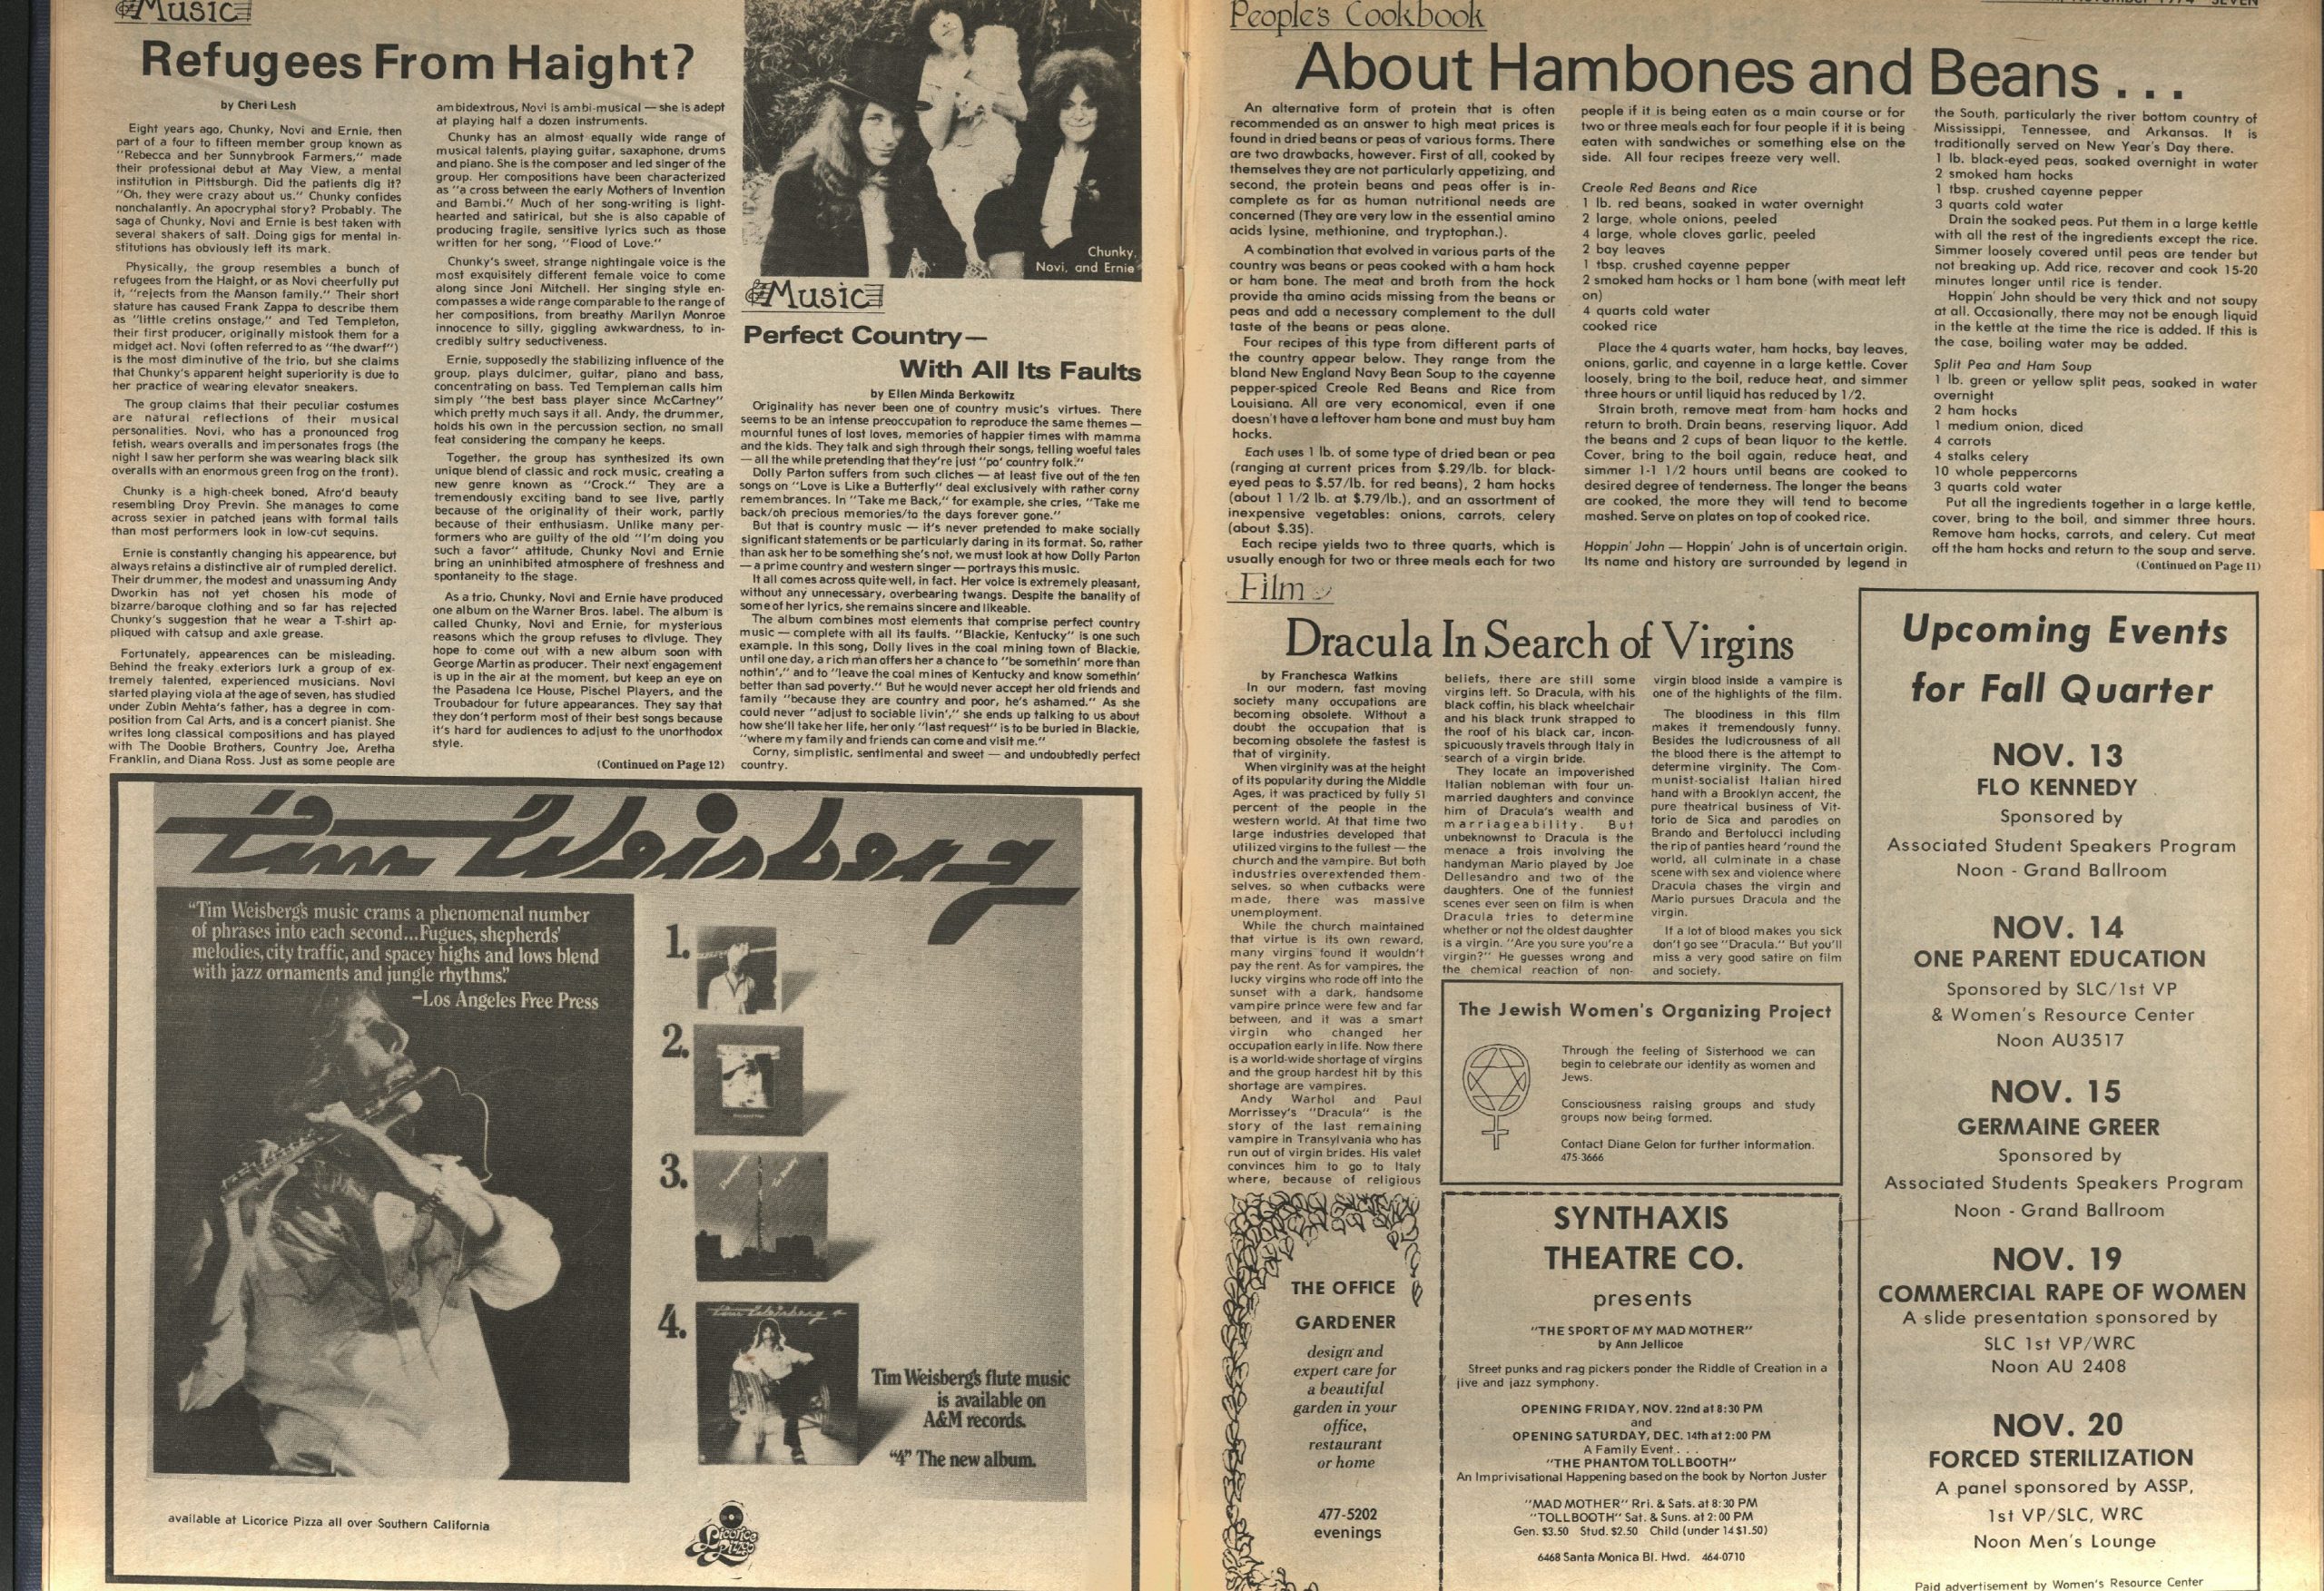 Music
Refugees From Haight?
by Cheri Lesh
Eight years ago, Chunky, Novi and Ernie, then
part of a four to fifteen member group known as
"Rebecca and her Sunnybrook Farmers," made
their professional debut at May View, a mental
institution in Pittsburgh. Did the patients dig it?
"Oh, they were crazy about us." Chunky confides
nonchalantly. An apocryphal story? Probably. The
saga of Chunky, Novi and Ernie is best taken with
several shakers of salt. Doing gigs for mental in-
stitutions has obviously left its mark.
Physically, the group resembles a bunch of
refugees from the Haight, or as Novi cheerfully put
it, "rejects from the Manson family." Their short
stature has caused Frank Zappa to describe them
as "little cretins onstage," and Ted Templeton,
their first producer, originally mistook them for a
midget act. Novi (often referred to as "the dwarf")
is the most diminutive of the trio, but she claims
that Chunky's apparent height superiority is due to
her practice of wearing elevator sneakers.
The group claims that their peculiar costumes
are natural reflections of their musical
personalities. Novi, who has a pronounced frog
fetish, wears overalls and impersonates frogs (the
night I saw her perform she was wearing black silk
overalls with an enormous green frog on the front).
Chunky is a high-cheek boned, Afro'd beauty
resembling Droy Previn. She manages to come
across sexier in patched jeans with formal tails
than most performers look in low-cut sequins.
Ernie is constantly changing his appearance, but
always retains a distinctive air of rumpled derelict.
Their drummer, the modest and unassuming Andy
Dworkin has not yet chosen his mode of
bizarre/baroque clothing and so far has rejected
Chunky's suggestion that he wear a T-shirt ap-
pliqued with catsup and axle grease.
Fortunately, appearences can be misleading.
Behind the freaky exteriors lurk a group of ex-
tremely talented, experienced musicians. Novi
started playing viola at the age of seven, has studied
under Zubin Mehta's father, has a degree in com-
position from Cal Arts, and is a concert pianist. She
writes long classical compositions and has played
with The Doobie Brothers, Country Joe, Aretha
Franklin, and Diana Ross. Just as some people are
ambidextrous, Novi is ambi-musical — she is adept
at playing half a dozen instruments.
Chunky has an almost equally wide range of
musical talents, playing guitar, saxaphone, drums
and piano. She is the composer and led singer of the
group. Her compositions have been characterized
as "a cross between the early Mothers of Invention
and Bambi." Much of her song-writing is light-
hearted and satirical, but she is also capable of
producing fragile, sensitive lyrics such as those
written for her song, "Flood of Love."
Chunky's sweet, strange nightingale voice is the
most exquisitely different female voice to come
along since Joni Mitchell. Her singing style en-
compasses a wide range comparable to the range of
her compositions, from breathy Marilyn Monroe
innocence to silly, giggling awkwardness, to in-
credibly sultry seductiveness.
Ernie, supposedly the stabilizing influence of the
group, plays dulcimer, guitar, piano and bass,
concentrating on bass. Ted Templeman calls him
simply "the best bass player since McCartney"
which pretty much says it all. Andy, the drummer,
holds his own in the percussion section, no small
feat considering the company he keeps.
Together, the group has synthesized its own
unique blend of classic and rock music, creating a
new genre known as "Crock." They are a
tremendously exciting band to see live, partly
because of the originality of their work, partly
because of their enthusiasm. Unlike many per-
formers who are guilty of the old "I'm doing you
such a favor" attitude, Chunky Novi and Ernie
bring an uninhibited atmosphere of freshness and
spontaneity to the stage.
As a trio, Chunky, Novi and Ernie have produced
one album on the Warner Bros. label. The album is
called Chunky, Novi and Ernie, for mysterious
reasons which the group refuses to divluge. They
hope to come out with a new album soon with
George Martin as producer. Their next engagement
is up in the air at the moment, but keep an eye on
the Pasadena Ice House, Pischel Players, and the
Troubadour for future appearances. They say that
they don't perform most of their best songs because
it's hard for audiences to adjust to the unorthodox
style.
(Continued on Page 12)
Chunky,
Novi, and Ernie
Music
Perfect Country—
With All Its Faults
by Ellen Minda Berkowitz
Originality has never been one of country music's virtues. There
seems to be an intense preoccupation to reproduce the same themes —
mournful tunes of lost loves, memories of happier times with mamma
and the kids. They talk and sigh through their songs, telling woeful tales
— all the while pretending that they're just "po' country folk."
Dolly Parton suffers from such cliches — at least five out of the ten
songs on "Love is Like a Butterfly" deal exclusively with rather corny
remembrances. In "Take me Back," for example, she cries, "Take me
back/oh precious memories/to the days forever gone."
But that is country music — it's never pretended to make socially
significant statements or be particularly daring in its format. So, rather
than ask her to be something she's not, we must look at how Dolly Parton
— a prime country and western singer — portrays this music.
It all comes across quite well, in fact. Her voice is extremely pleasant,
without any unnecessary, overbearing twangs. Despite the banality of
some of her lyrics, she remains sincere and likeable.
The album combines most elements that comprise perfect country
music — complete with all its faults. "Blackie, Kentucky" is one such
example. In this song, Dolly lives in the coal mining town of Blackie,
until one day, a rich man offers her a chance to "be somethin' more than
nothin'," and to "leave the coal mines of Kentucky and know somethin'
better than sad poverty." But he would never accept her old friends and
family "because they are country and poor, he's ashamed." As she
could never "adjust to sociable livin'," she ends up talking to us about
how she'll take her life, her only "last request" is to be buried in Blackie,
"where my family and friends can come and visit me."
Corny, simplistic, sentimental and sweet — and undoubtedly perfect
country.
Tim Weisberg
"Tim Weisberg's music crams a phenomenal number
of phrases into each second...Fugues, shepherds'
melodies, city traffic, and spacey highs and lows blend
with jazz ornaments and jungle rhythms."
—Los Angeles Free Press
1.
2.
3.
4.
Tim Weisberg 4
Tim Weisberg's flute music
is available on
A&M records.
"4" The new album.
available at Licorice Pizza all over Southern California
Licorice Pizza
November 1974 SEVEN
People's Cookbook
About Hambones and Beans . . .
An alternative form of protein that is often
recommended as an answer to high meat prices is
found in dried beans or peas of various forms. There
are two drawbacks, however. First of all, cooked by
themselves they are not particularly appetizing, and
second, the protein beans and peas offer is in-
complete as far as human nutritional needs are
concerned (They are very low in the essential amino
acids lysine, methionine, and tryptophan.).
A combination that evolved in various parts of the
country was beans or peas cooked with a ham hock
or ham bone. The meat and broth from the hock
provide tha amino acids missing from the beans or
peas and add a necessary complement to the dull
taste of the beans or peas alone.
Four recipes of this type from different parts of
the country appear below. They range from the
bland New England Navy Bean Soup to the cayenne
pepper-spiced Creole Red Beans and Rice from
Louisiana. All are very economical, even if one
doesn't have a leftover ham bone and must buy ham
hocks.
Each uses 1 lb. of some type of dried bean or pea
(ranging at current prices from $.29/lb. for black-
eyed peas to $.57/lb. for red beans), 2 ham hocks
(about 1 1/2 lb. at $.79/lb.), and an assortment of
inexpensive vegetables: onions, carrots, celery
(about $.35).
Each recipe yields two to three quarts, which is
usually enough for two or three meals each for two
people if it is being eaten as a main course or for
two or three meals each for four people if it is being
eaten with sandwiches or something else on the
side. All four recipes freeze very well.
Creole Red Beans and Rice
1 lb. red beans, soaked in water overnight
2 large, whole onions, peeled
4 large, whole cloves garlic, peeled
2 bay leaves
1 tbsp. crushed cayenne pepper
2 smoked ham hocks or 1 ham bone (with meat left
on)
4 quarts cold water
cooked rice
Place the 4 quarts water, ham hocks, bay leaves,
onions, garlic, and cayenne in a large kettle. Cover
loosely, bring to the boil, reduce heat, and simmer
three hours or until liquid has reduced by 1/2.
Strain broth, remove meat from ham hocks and
return to broth. Drain beans, reserving liquor. Add
the beans and 2 cups of bean liquor to the kettle.
Cover, bring to the boil again, reduce heat, and
simmer 1-1 1/2 hours until beans are cooked to
desired degree of tenderness. The longer the beans
are cooked, the more they will tend to become
mashed. Serve on plates on top of cooked rice.
Hoppin' John — Hoppin' John is of uncertain origin.
Its name and history are surrounded by legend in
the South, particularly the river bottom country of
Mississippi, Tennessee, and Arkansas. It is
traditionally served on New Year's Day there.
1 lb. black-eyed peas, soaked overnight in water
2 smoked ham hocks
1 tbsp. crushed cayenne pepper
3 quarts cold water
Drain the soaked peas. Put them in a large kettle
with all the rest of the ingredients except the rice.
Simmer loosely covered until peas are tender but
not breaking up. Add rice, recover and cook 15-20
minutes longer until rice is tender.
Hoppin' John should be very thick and not soupy
at all. Occasionally, there may not be enough liquid
in the kettle at the time the rice is added. If this is
the case, boiling water may be added.
Split Pea and Ham Soup
1 lb. green or yellow split peas, soaked in water
overnight
2 ham hocks
1 medium onion, diced
4 carrots
4 stalks celery
10 whole peppercorns
3 quarts cold water
Put all the ingredients together in a large kettle,
cover, bring to the boil, and simmer three hours.
Remove ham hocks, carrots, and celery. Cut meat
off the ham hocks and return to the soup and serve.
(Continued on Page 11)
Film
Dracula In Search of Virgins
by Franchesca Watkins
In our modern, fast moving
society many occupations are
becoming obsolete. Without a
doubt the occupation that is
becoming obsolete the fastest is
that of virginity.
When virginity was at the height
of its popularity during the Middle
Ages, it was practiced by fully 51
percent of the people in the
western world. At that time two
large industries developed that
utilized virgins to the fullest — the
church and the vampire. But both
industries overextended them-
selves, so when cutbacks were
made, there was massive
unemployment.
While the church maintained
that virtue is its own reward,
many virgins found it wouldn't
pay the rent. As for vampires, the
lucky virgins who rode off into the
sunset with a dark, handsome
vampire prince were few and far
between, and it was a smart
virgin who changed her
occupation early in life. Now there
is a world-wide shortage of virgins
and the group hardest hit by this
shortage are vampires.
Andy Warhol and Paul
Morrissey's "Dracula" is the
story of the last remaining
vampire in Transylvania who has
run out of virgin brides. His valet
convinces him to go to Italy
where, because of religious
beliefs, there are still some
virgins left. So Dracula, with his
black coffin, his black wheelchair
and his black trunk strapped to
the roof of his black car, incon-
spicuously travels through Italy in
search of a virgin bride.
They locate an impoverished
Italian nobleman with four un-
married daughters and convince
him of Dracula's wealth and
marriageability. But
unbeknownst to Dracula is the
menace a trois involving the
handyman Mario played by Joe
Dellesandro and two of the
daughters. One of the funniest
scenes ever seen on film is when
Dracula tries to determine
whether or not the oldest daughter
is a virgin. "Are you sure you're a
virgin?" He guesses wrong and
the chemical reaction of non-
virgin blood inside a vampire is
one of the highlights of the film.
The bloodiness in this film
makes it tremendously funny.
Besides the ludicrousness of all
the blood there is the attempt to
determine virginity. The Com-
munist-socialist Italian hired
hand with a Brooklyn accent, the
pure theatrical business of Vit-
torio de Sica and parodies on
Brando and Bertolucci including
the rip of panties heard 'round the
world, all culminate in a chase
scene with sex and violence where
Dracula chases the virgin and
Mario pursues Dracula and the
virgin.
If a lot of blood makes you sick
don't go see "Dracula." But you'll
miss a very good satire on film
and society.
The Jewish Women's Organizing Project
Through the feeling of Sisterhood we can
begin to celebrate our identity as women and
Jews.
Consciousness raising groups and study
groups now being formed.
Contact Diane Gelon for further information.
475-3666
THE OFFICE
GARDENER
design and
expert care for
a beautiful
garden in your
office,
restaurant
or home
477-5202
evenings
SYNTHAXIS
THEATRE CO.
presents
"THE SPORT OF MY MAD MOTHER"
by Ann Jellicoe
Street punks and rag pickers ponder the Riddle of Creation in a
jive and jazz symphony.
OPENING FRIDAY, NOV. 22nd at 8:30 PM
and
OPENING SATURDAY, DEC. 14th at 2:00 PM
A Family Event . . .
"THE PHANTOM TOLLBOOTH"
An Imprivisational Happening based on the book by Norton Juster
"MAD MOTHER" Rri. & Sats. at 8:30 PM
"TOLLBOOTH" Sat. & Suns. at 2:00 PM
Gen. $3.50 Stud. $2.50 Child (under 14 $1.50)
6468 Santa Monica Bl. Hwd. 464-0710
Upcoming Events
for Fall Quarter
NOV. 13
FLO KENNEDY
Sponsored by
Associated Student Speakers Program
Noon - Grand Ballroom
NOV. 14
ONE PARENT EDUCATION
Sponsored by SLC/1st VP
& Women's Resource Center
Noon AU3517
NOV. 15
GERMAINE GREER
Sponsored by
Associated Students Speakers Program
Noon - Grand Ballroom
NOV. 19
COMMERCIAL RAPE OF WOMEN
A slide presentation sponsored by
SLC 1st VP/WRC
Noon AU 2408
NOV. 20
FORCED STERILIZATION
A panel sponsored by ASSP,
1st VP/SLC, WRC
Noon Men's Lounge
Paid advertisement by Women's Resource Center